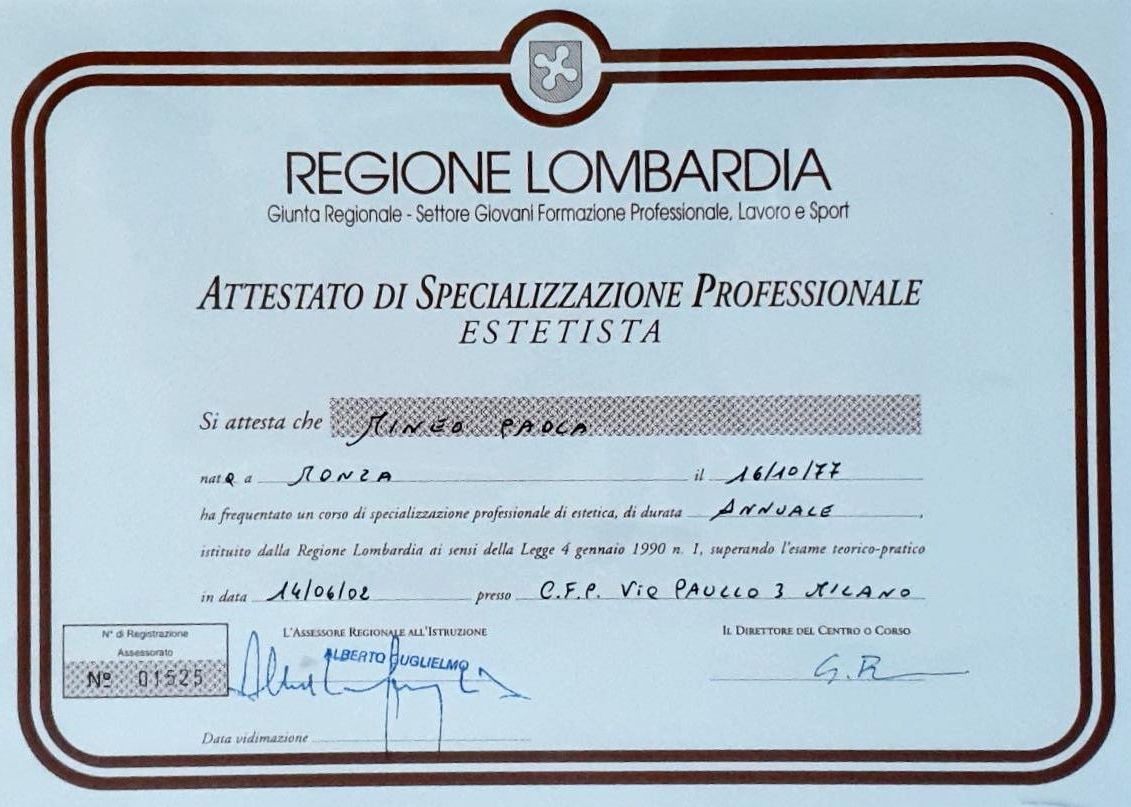 REGIONE LOMBARDIA
Giunta Regionale - Settore Giovani Formazione Professionale, Lavoro e Sport
ATTESTATO DI SPECIALIZZAZIONE PROFESSIONALE
ESTETISTA
Si attesta che MINEO PAOLA
nata a MONZA il 16/10/77
ha frequentato un corso di specializzazione professionale di estetica, di durata ANNUALE,
istituito dalla Regione Lombardia ai sensi della Legge 4 gennaio 1990 n. 1, superando l'esame teorico-pratico
in data 14/06/02 presso C.F.P. Via PAULLO 3 MILANO
N° di Registrazione
Assessorato
Nº 01525
L'ASSESSORE REGIONALE ALL'ISTRUZIONE
ALBERTO GUGLIELMO
IL DIRETTORE DEL CENTRO O CORSO
Data vidimazione